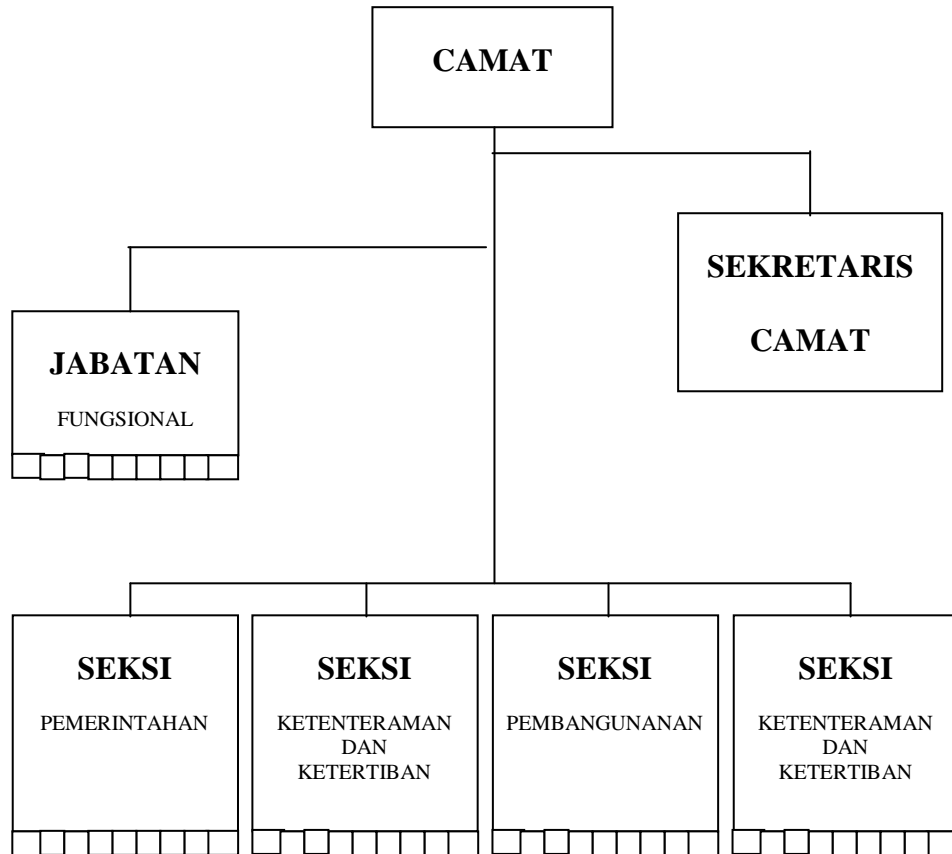 CAMAT
SEKRETARIS
CAMAT
JABATAN
FUNGSIONAL
SEKSI
PEMERINTAHAN
SEKSI
KETENTERAMAN
DAN
KETERTIBAN
SEKSI
PEMBANGUNANAN
SEKSI
KETENTERAMAN
DAN
KETERTIBAN